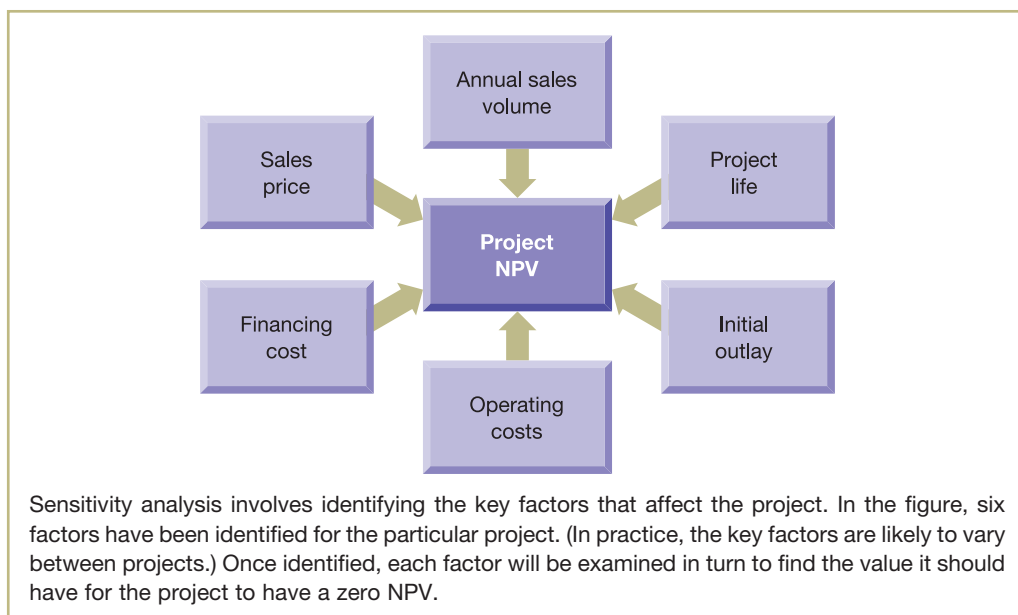 Annual sales
volume
Sales
price
Project
life
Project
NPV
Financing
cost
Initial
outlay
Operating
costs
Sensitivity analysis involves identifying the key factors that affect the project. In the figure, six
factors have been identified for the particular project. (In practice, the key factors are likely to vary
between projects.) Once identified, each factor will be examined in turn to find the value it should
have for the project to have a zero NPV.